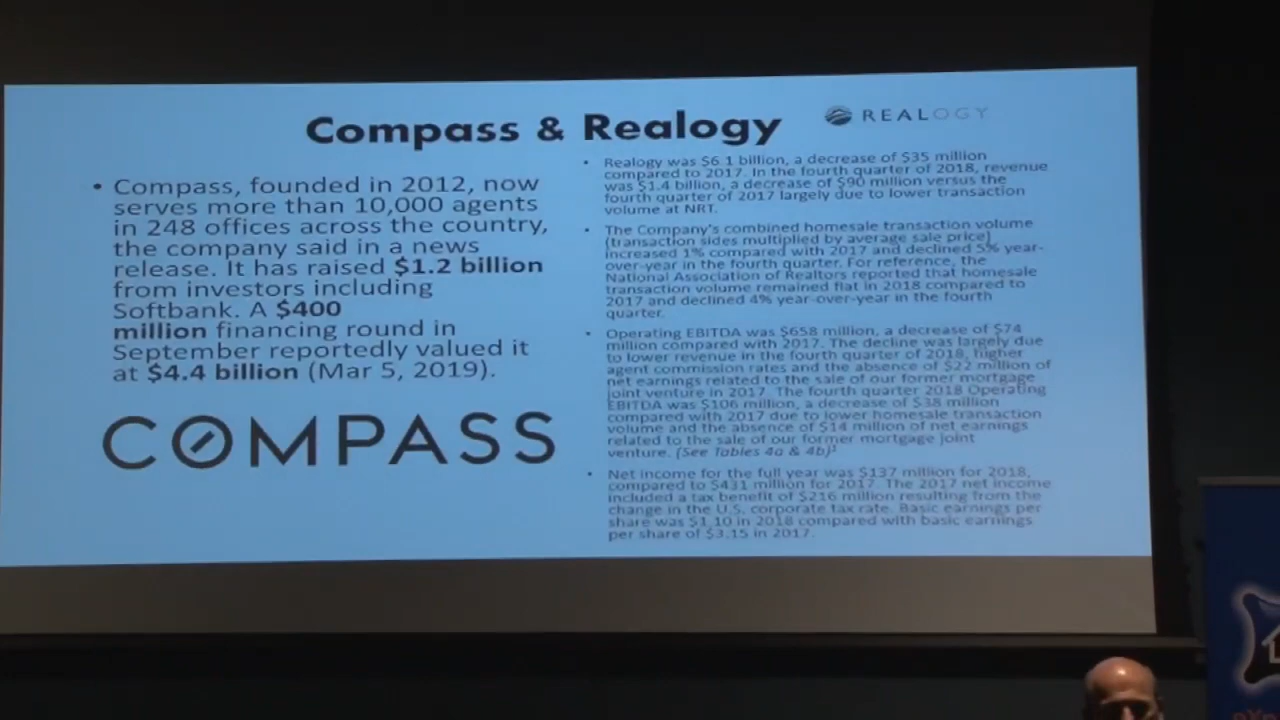 Compass & Realogy
REALOGY
• Compass, founded in 2012, now
serves more than 10,000 agents
in 248 offices across the country,
the company said in a news
release. It has raised $1.2 billion
from investors including
Softbank. A $400
million financing round in
September reportedly valued it
at $4.4 billion (Mar 5, 2019).
COMPASS
• Realogy was $6.1 billion, a decrease of $35 million
compared to 2017. In the fourth quarter of 2018, revenue
was $1.4 billion, a decrease of $90 million versus the
fourth quarter of 2017 largely due to lower transaction
volume at NRT.
• The Company's combined homesale transaction volume
(transaction sides multiplied by average sale price)
increased 1% compared with 2017 and declined 5% year-
over-year in the fourth quarter. For reference, the
National Association of Realtors reported that homesale
transaction volume remained flat in 2018 compared to
2017 and declined 4% year-over-year in the fourth
quarter.
• Operating EBITDA was $658 million, a decrease of $74
million compared with 2017. The decline was largely due
to lower revenue in the fourth quarter of 2018, higher
agent commission rates and the absence of $22 million of
net earnings related to the sale of our former mortgage
joint venture in 2017. The fourth quarter 2018 Operating
EBITDA was $106 million, a decrease of $38 million
compared with 2017 due to lower homesale transaction
volume and the absence of $14 million of net earnings
related to the sale of our former mortgage joint
venture. (See Tables 4a & 4b)¹
• Net income for the full year was $137 million for 2018,
compared to $431 million for 2017. The 2017 net income
included a tax benefit of $216 million resulting from the
change in the U.S. corporate tax rate. Basic earnings per
share was $1.10 in 2018 compared with basic earnings
per share of $3.15 in 2017.